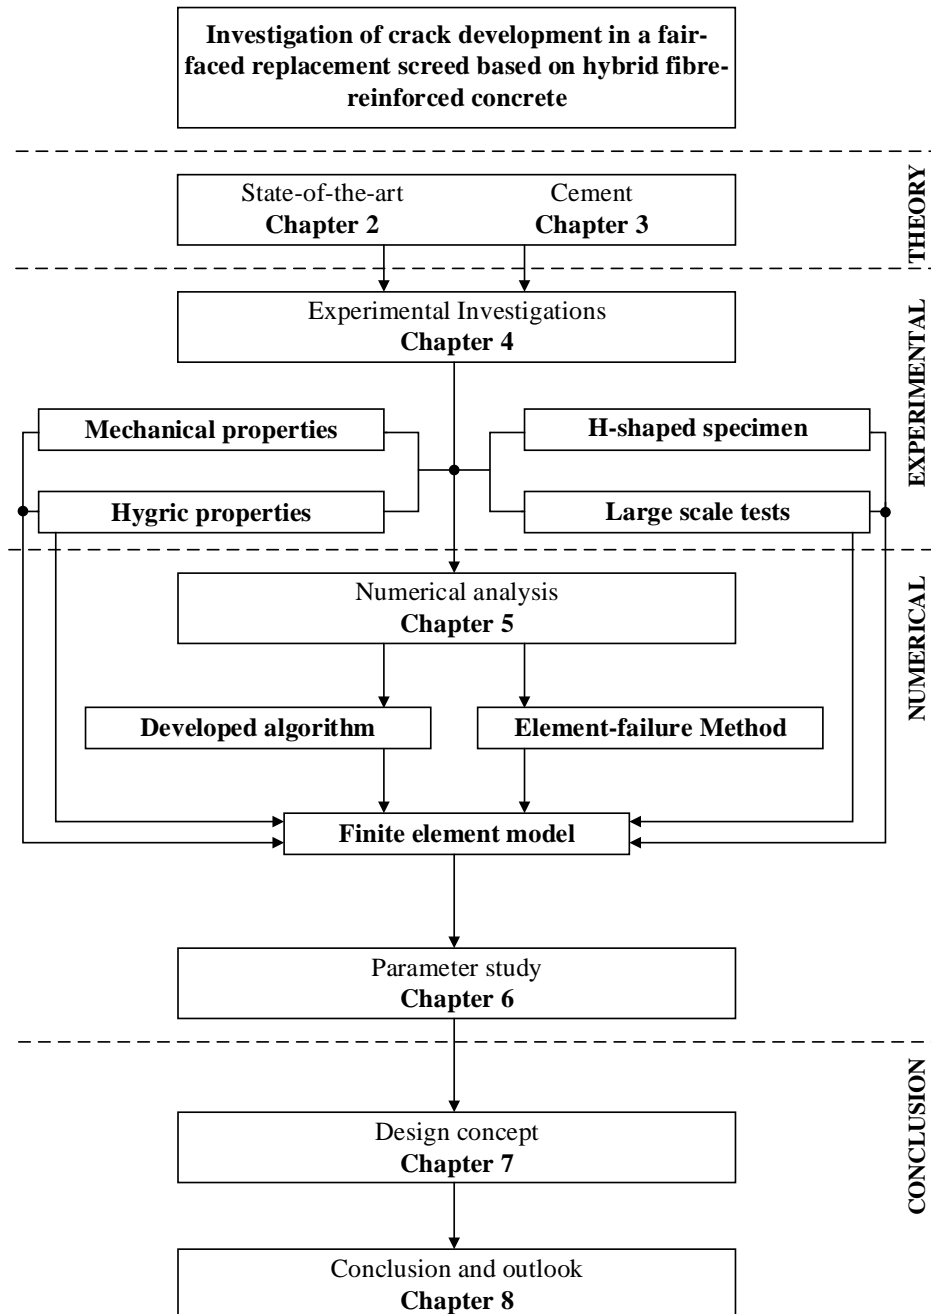 Investigation of crack development in a fair-
faced replacement screed based on hybrid fibre-
reinforced concrete
THEORY
State-of-the-art
Chapter 2
Cement
Chapter 3
EXPERIMENTAL
Experimental Investigations
Chapter 4
Mechanical properties
H-shaped specimen
Hygric properties
Large scale tests
NUMERICAL
Numerical analysis
Chapter 5
Developed algorithm
Element-failure Method
Finite element model
Parameter study
Chapter 6
CONCLUSION
Design concept
Chapter 7
Conclusion and outlook
Chapter 8